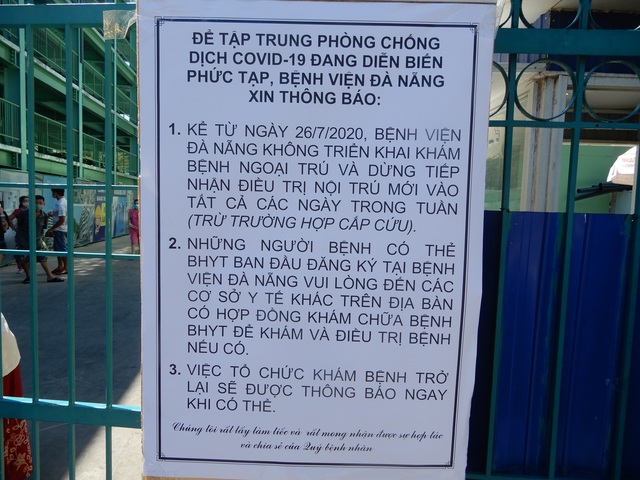 ĐỂ TẬP TRUNG PHÒNG CHỐNG
DỊCH COVID-19 ĐANG DIỄN BIẾN
PHỨC TẠP, BỆNH VIỆN ĐÀ NẴNG
XIN THÔNG BÁO:
1. KỂ TỪ NGÀY 26/7/2020, BỆNH VIỆN
ĐÀ NẴNG KHÔNG TRIỂN KHAI KHÁM
BỆNH NGOẠI TRÚ VÀ DỪNG TIẾP
NHẬN ĐIỀU TRỊ NỘI TRÚ MỚI VÀO
TẤT CẢ CÁC NGÀY TRONG TUẦN
(TRỪ TRƯỜNG HỢP CẤP CỨU).
2. NHỮNG NGƯỜI BỆNH CÓ THẺ
BHYT BAN ĐẦU ĐĂNG KÝ TẠI BỆNH
VIỆN ĐÀ NẴNG VUI LÒNG ĐẾN CÁC
CƠ SỞ Y TẾ KHÁC TRÊN ĐỊA BÀN
CÓ HỢP ĐỒNG KHÁM CHỮA BỆNH
BHYT ĐỂ KHÁM VÀ ĐIỀU TRỊ BỆNH
NẾU CÓ.
3. VIỆC TỔ CHỨC KHÁM BỆNH TRỞ
LẠI SẼ ĐƯỢC THÔNG BÁO NGAY
KHI CÓ THỂ.
Chúng tôi rất lấy làm tiếc và rất mong nhận được sự hợp tác
và chia sẻ của Quý bệnh nhân